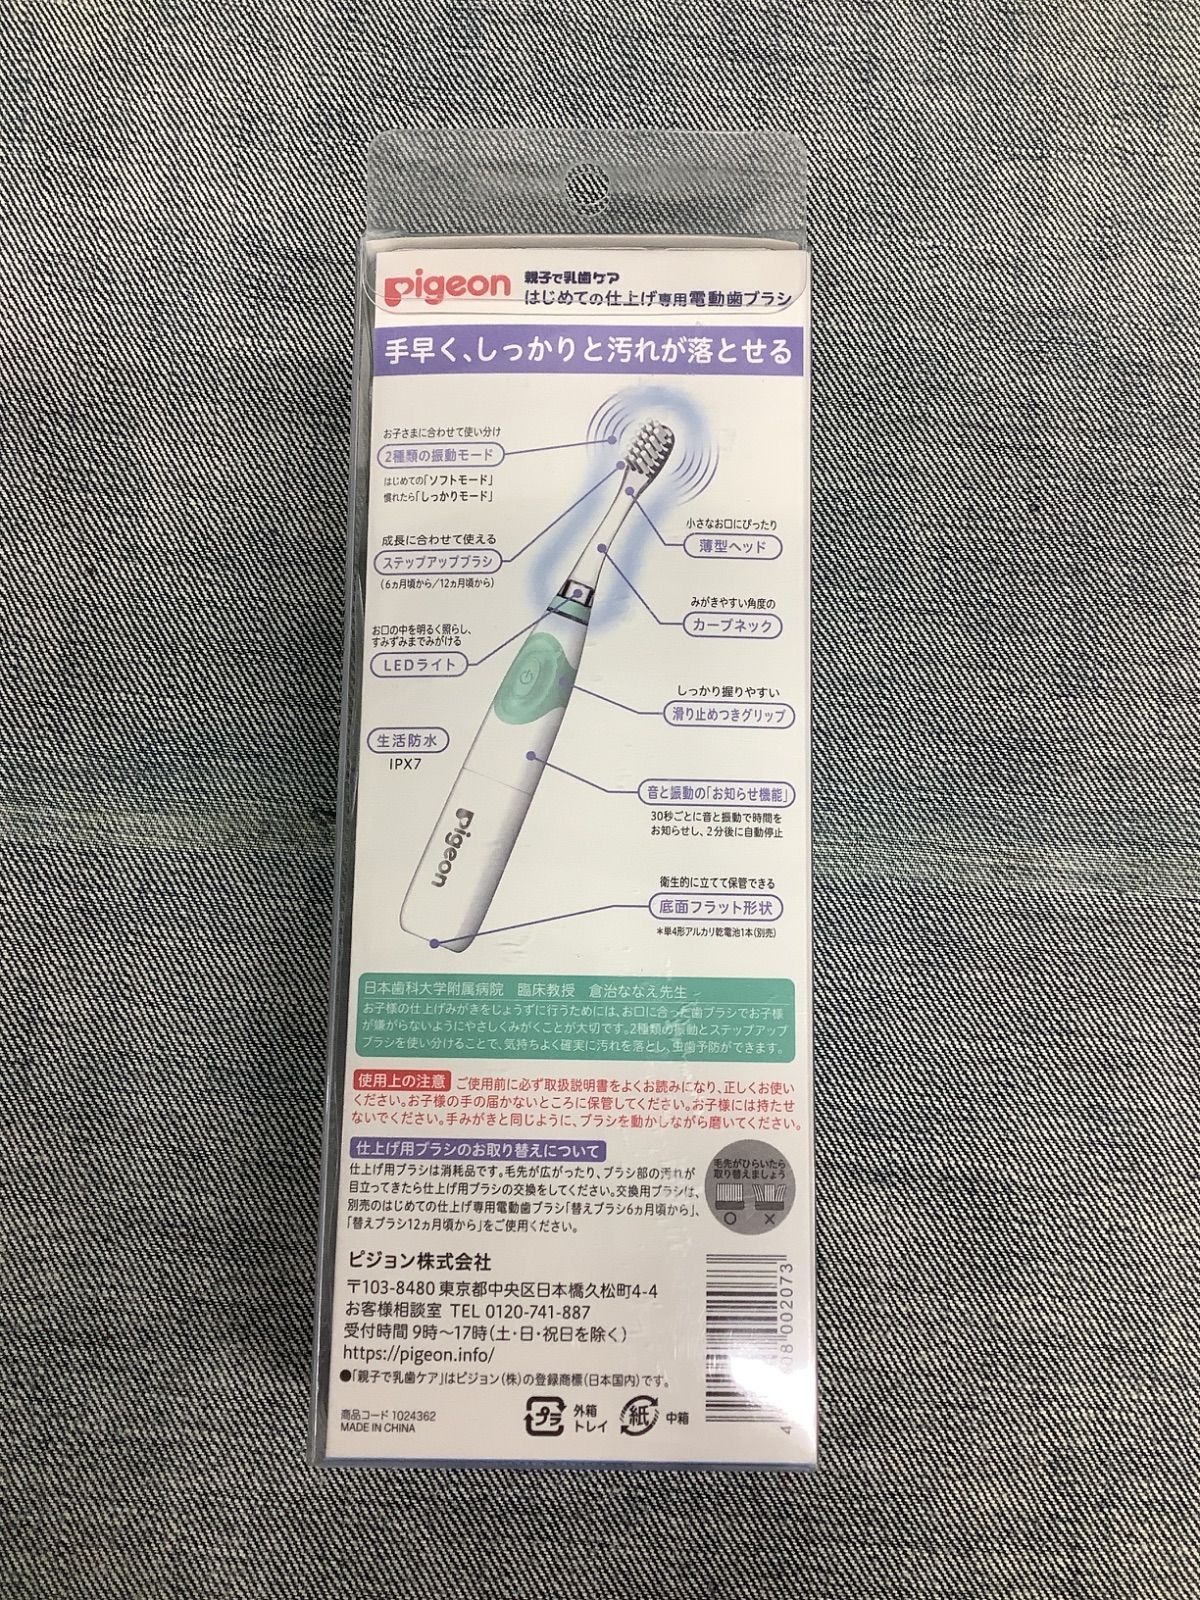 pigeon
親子で乳歯ケア
はじめての仕上げ専用電動歯ブラシ
手早く、しっかりと汚れが落とせる
お子さまに合わせて使い分け
2種類の振動モード
はじめての「ソフトモード」
慣れたら「しっかりモード」
成長に合わせて使える
ステップアップブラシ
(6ヵ月頃から/12ヵ月頃から)
お口の中を明るく照らし、
すみずみまでみがける
LEDライト
生活防水
IPX7
小さなお口にぴったり
薄型ヘッド
みがきやすい角度の
カーブネック
しっかり握りやすい
滑り止めつきグリップ
音と振動の「お知らせ機能」
30秒ごとに音と振動で時間を
お知らせし、2分後に自動停止
衛生的に立てて保管できる
底面フラット形状
*単4形アルカリ乾電池1本(別売)
pigeon
日本歯科大学附属病院 臨床教授 倉治ななえ先生
お子様の仕上げみがきをじょうずに行うためには、お口に合った歯ブラシでお子様
が嫌がらないようにやさしくみがくことが大切です。2種類の振動とステップアップ
ブラシを使い分けることで、気持ちよく確実に汚れを落とし、虫歯予防ができます。
使用上の注意 ご使用前に必ず取扱説明書をよくお読みになり、正しくお使い
ください。お子様の手の届かないところに保管してください。お子様には持たせ
ないでください。手みがきと同じように、ブラシを動かしながら磨いてください。
仕上げ用ブラシのお取り替えについて
仕上げ用ブラシは消耗品です。毛先が広がったり、ブラシ部の汚れが
目立ってきたら仕上げ用ブラシの交換をしてください。交換用ブラシは、
別売のはじめての仕上げ専用電動歯ブラシ「替えブラシ6ヵ月頃から」、
「替えブラシ12ヵ月頃から」をご使用ください。
毛先がひらいたら
取り替えましょう
○ ×
ピジョン株式会社
〒103-8480 東京都中央区日本橋久松町4-4
お客様相談室 TEL 0120-741-887
受付時間 9時〜17時(土・日・祝日を除く)
https://pigeon.info/
●「親子で乳歯ケア」はピジョン(株)の登録商標(日本国内)です。
商品コード 1024362
MADE IN CHINA
プラ
外箱
トレイ
紙
中箱
002073